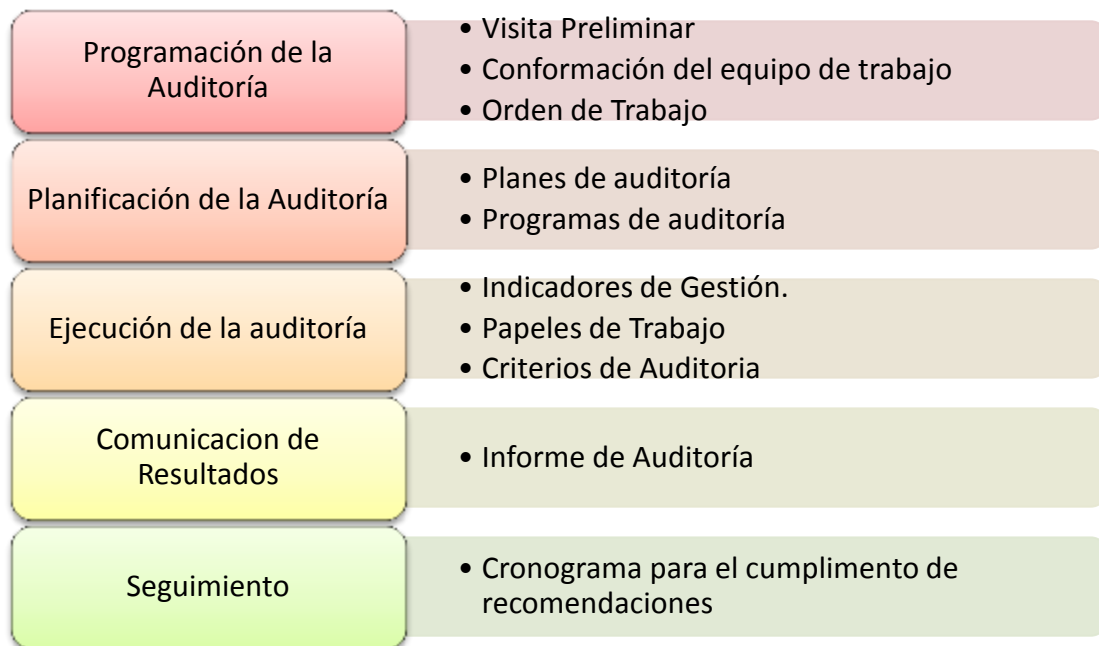 Programación de la
Auditoría
• Visita Preliminar
• Conformación del equipo de trabajo
• Orden de Trabajo
Planificación de la Auditoría
• Planes de auditoría
• Programas de auditoría
Ejecución de la auditoría
• Indicadores de Gestión.
• Papeles de Trabajo
• Criterios de Auditoria
Comunicacion de
Resultados
• Informe de Auditoría
Seguimiento
• Cronograma para el cumplimento de
recomendaciones